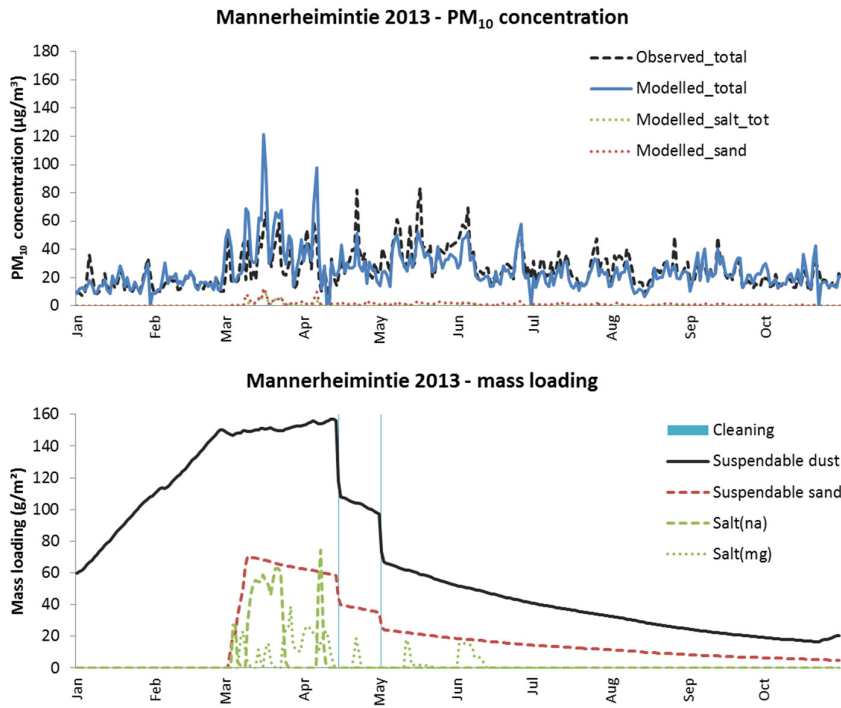 Mannerheimintie 2013 - PM₁₀ concentration
PM₁₀ concentration (µg/m³)
180
160
140
120
100
80
60
40
20
0
Observed_total
Modelled_total
Modelled_salt_tot
Modelled_sand
Jan Feb Mar Apr May Jun Jul Aug Sep Oct
Mannerheimintie 2013 - mass loading
Mass loading (g/m²)
160
140
120
100
80
60
40
20
0
Cleaning
Suspendable dust
Suspendable sand
Salt(na)
Salt(mg)
Jan Feb Mar Apr May Jun Jul Aug Sep Oct